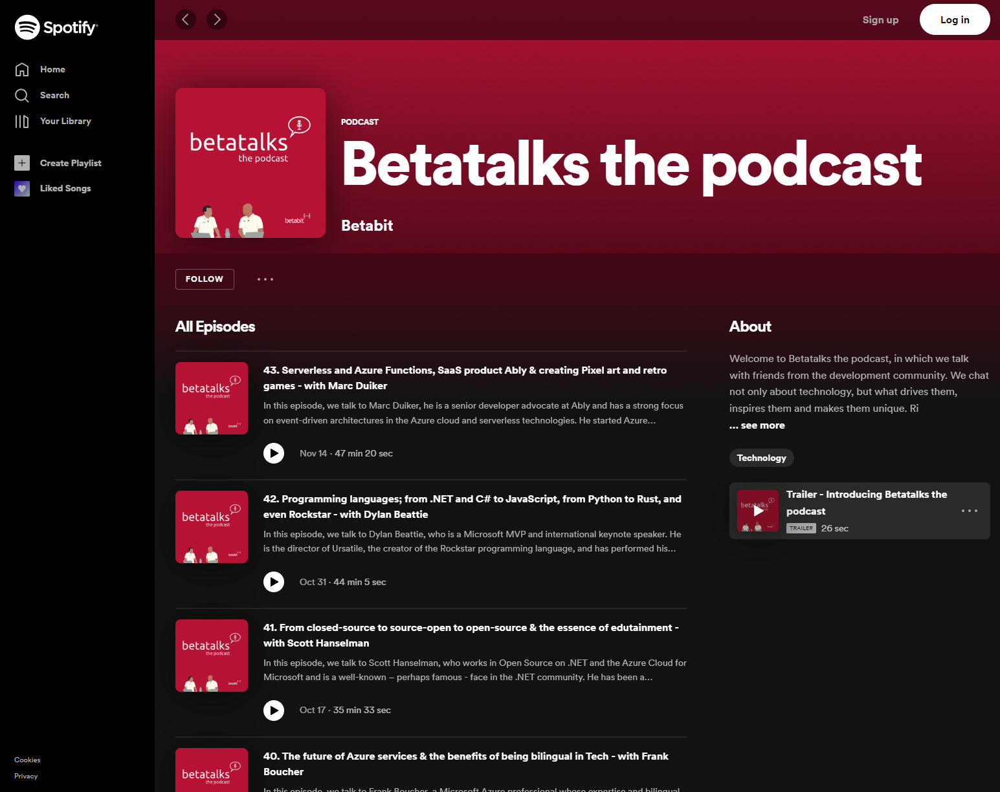 Spotify
Home
Search
Your Library
Create Playlist
Liked Songs
Cookies
Privacy
Sign up
Log in
betatalks
the podcast
betabit
PODCAST
Betatalks the podcast
Betabit
FOLLOW
All Episodes
betatalks
the podcast
betabit
43. Serverless and Azure Functions, SaaS product Ably & creating Pixel art and retro
games - with Marc Duiker
In this episode, we talk to Marc Duiker, he is a senior developer advocate at Ably and has a strong focus
on event-driven architectures in the Azure cloud and serverless technologies. He started Azure...
Nov 14 · 47 min 20 sec
betatalks
the podcast
betabit
42. Programming languages; from .NET and C# to JavaScript, from Python to Rust, and
even Rockstar - with Dylan Beattie
In this episode, we talk to Dylan Beattie, who is a Microsoft MVP and international keynote speaker. He
is the director of Ursatile, the creator of the Rockstar programming language, and has performed his...
Oct 31 · 44 min 5 sec
betatalks
the podcast
betabit
41. From closed-source to source-open to open-source & the essence of edutainment -
with Scott Hanselman
In this episode, we talk to Scott Hanselman, who works in Open Source on .NET and the Azure Cloud for
Microsoft and is a well-known – perhaps famous - face in the .NET community. He has been a...
Oct 17 · 35 min 33 sec
betatalks
the podcast
40. The future of Azure services & the benefits of being bilingual in Tech - with Frank
Boucher
In this episode, we talk to Frank Boucher, a Microsoft Azure professional whose expertise and bilingual
About
Welcome to Betatalks the podcast, in which we talk
with friends from the development community. We chat
not only about technology, but what drives them,
inspires them and makes them unique. Ri
... see more
Technology
betatalks
Trailer - Introducing Betatalks the
podcast
TRAILER 26 sec